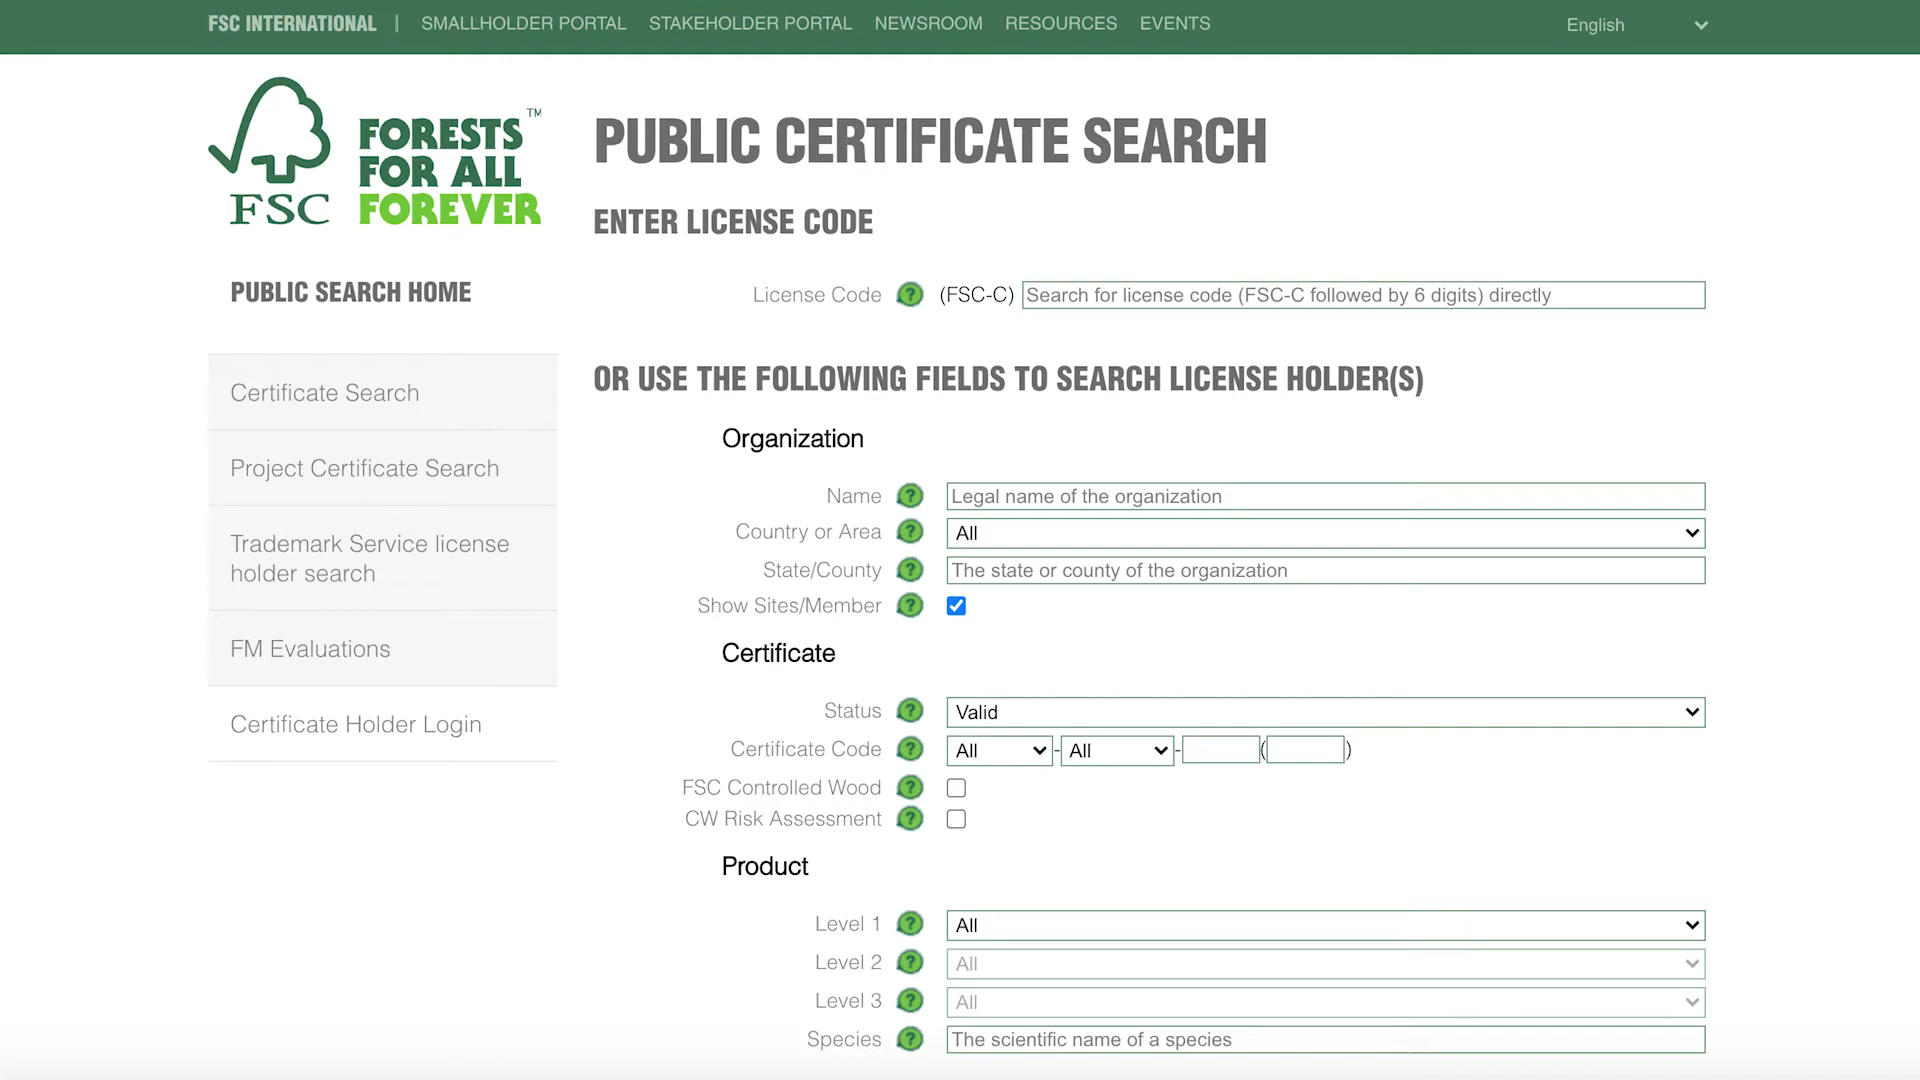 FSC INTERNATIONAL | SMALLHOLDER PORTAL STAKEHOLDER PORTAL NEWSROOM RESOURCES EVENTS English
FSC
FORESTS
FOR ALL
FOREVER
TM
PUBLIC SEARCH HOME
Certificate Search
Project Certificate Search
Trademark Service license
holder search
FM Evaluations
Certificate Holder Login
PUBLIC CERTIFICATE SEARCH
ENTER LICENSE CODE
License Code ? (FSC-C) Search for license code (FSC-C followed by 6 digits) directly
OR USE THE FOLLOWING FIELDS TO SEARCH LICENSE HOLDER(S)
Organization
Name ? Legal name of the organization
Country or Area ? All
State/County ? The state or county of the organization
Show Sites/Member ?
Certificate
Status ? Valid
Certificate Code ? All - All - ( )
FSC Controlled Wood ?
CW Risk Assessment ?
Product
Level 1 ? All
Level 2 ? All
Level 3 ? All
Species ? The scientific name of a species